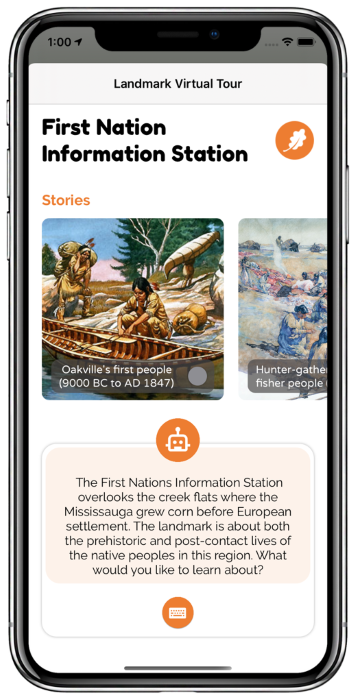 1:00
Landmark Virtual Tour
First Nation
Information Station
Stories
Oakville's first people
(9000 BC to AD 1847)
Hunter-gathe
fisher people
The First Nations Information Station
overlooks the creek flats where the
Mississauga grew corn before European
settlement. The landmark is about both
the prehistoric and post-contact lives of
the native peoples in this region. What
would you like to learn about?